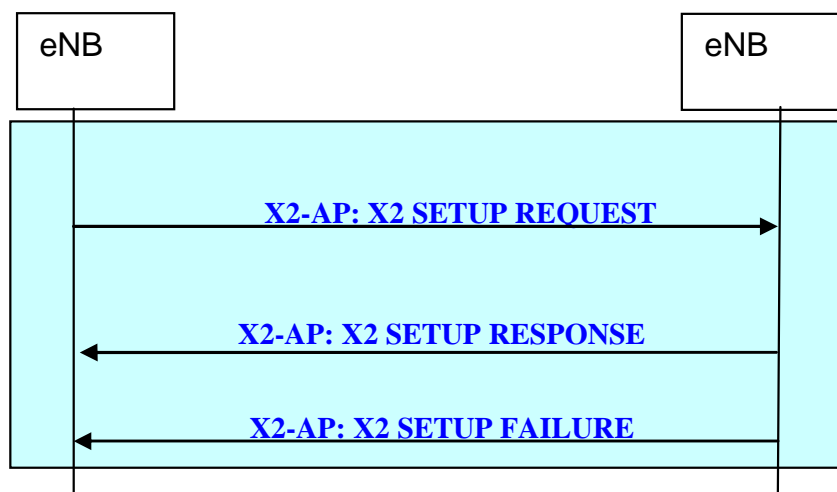 eNB
eNB
X2-AP: X2 SETUP REQUEST
X2-AP: X2 SETUP RESPONSE
X2-AP: X2 SETUP FAILURE